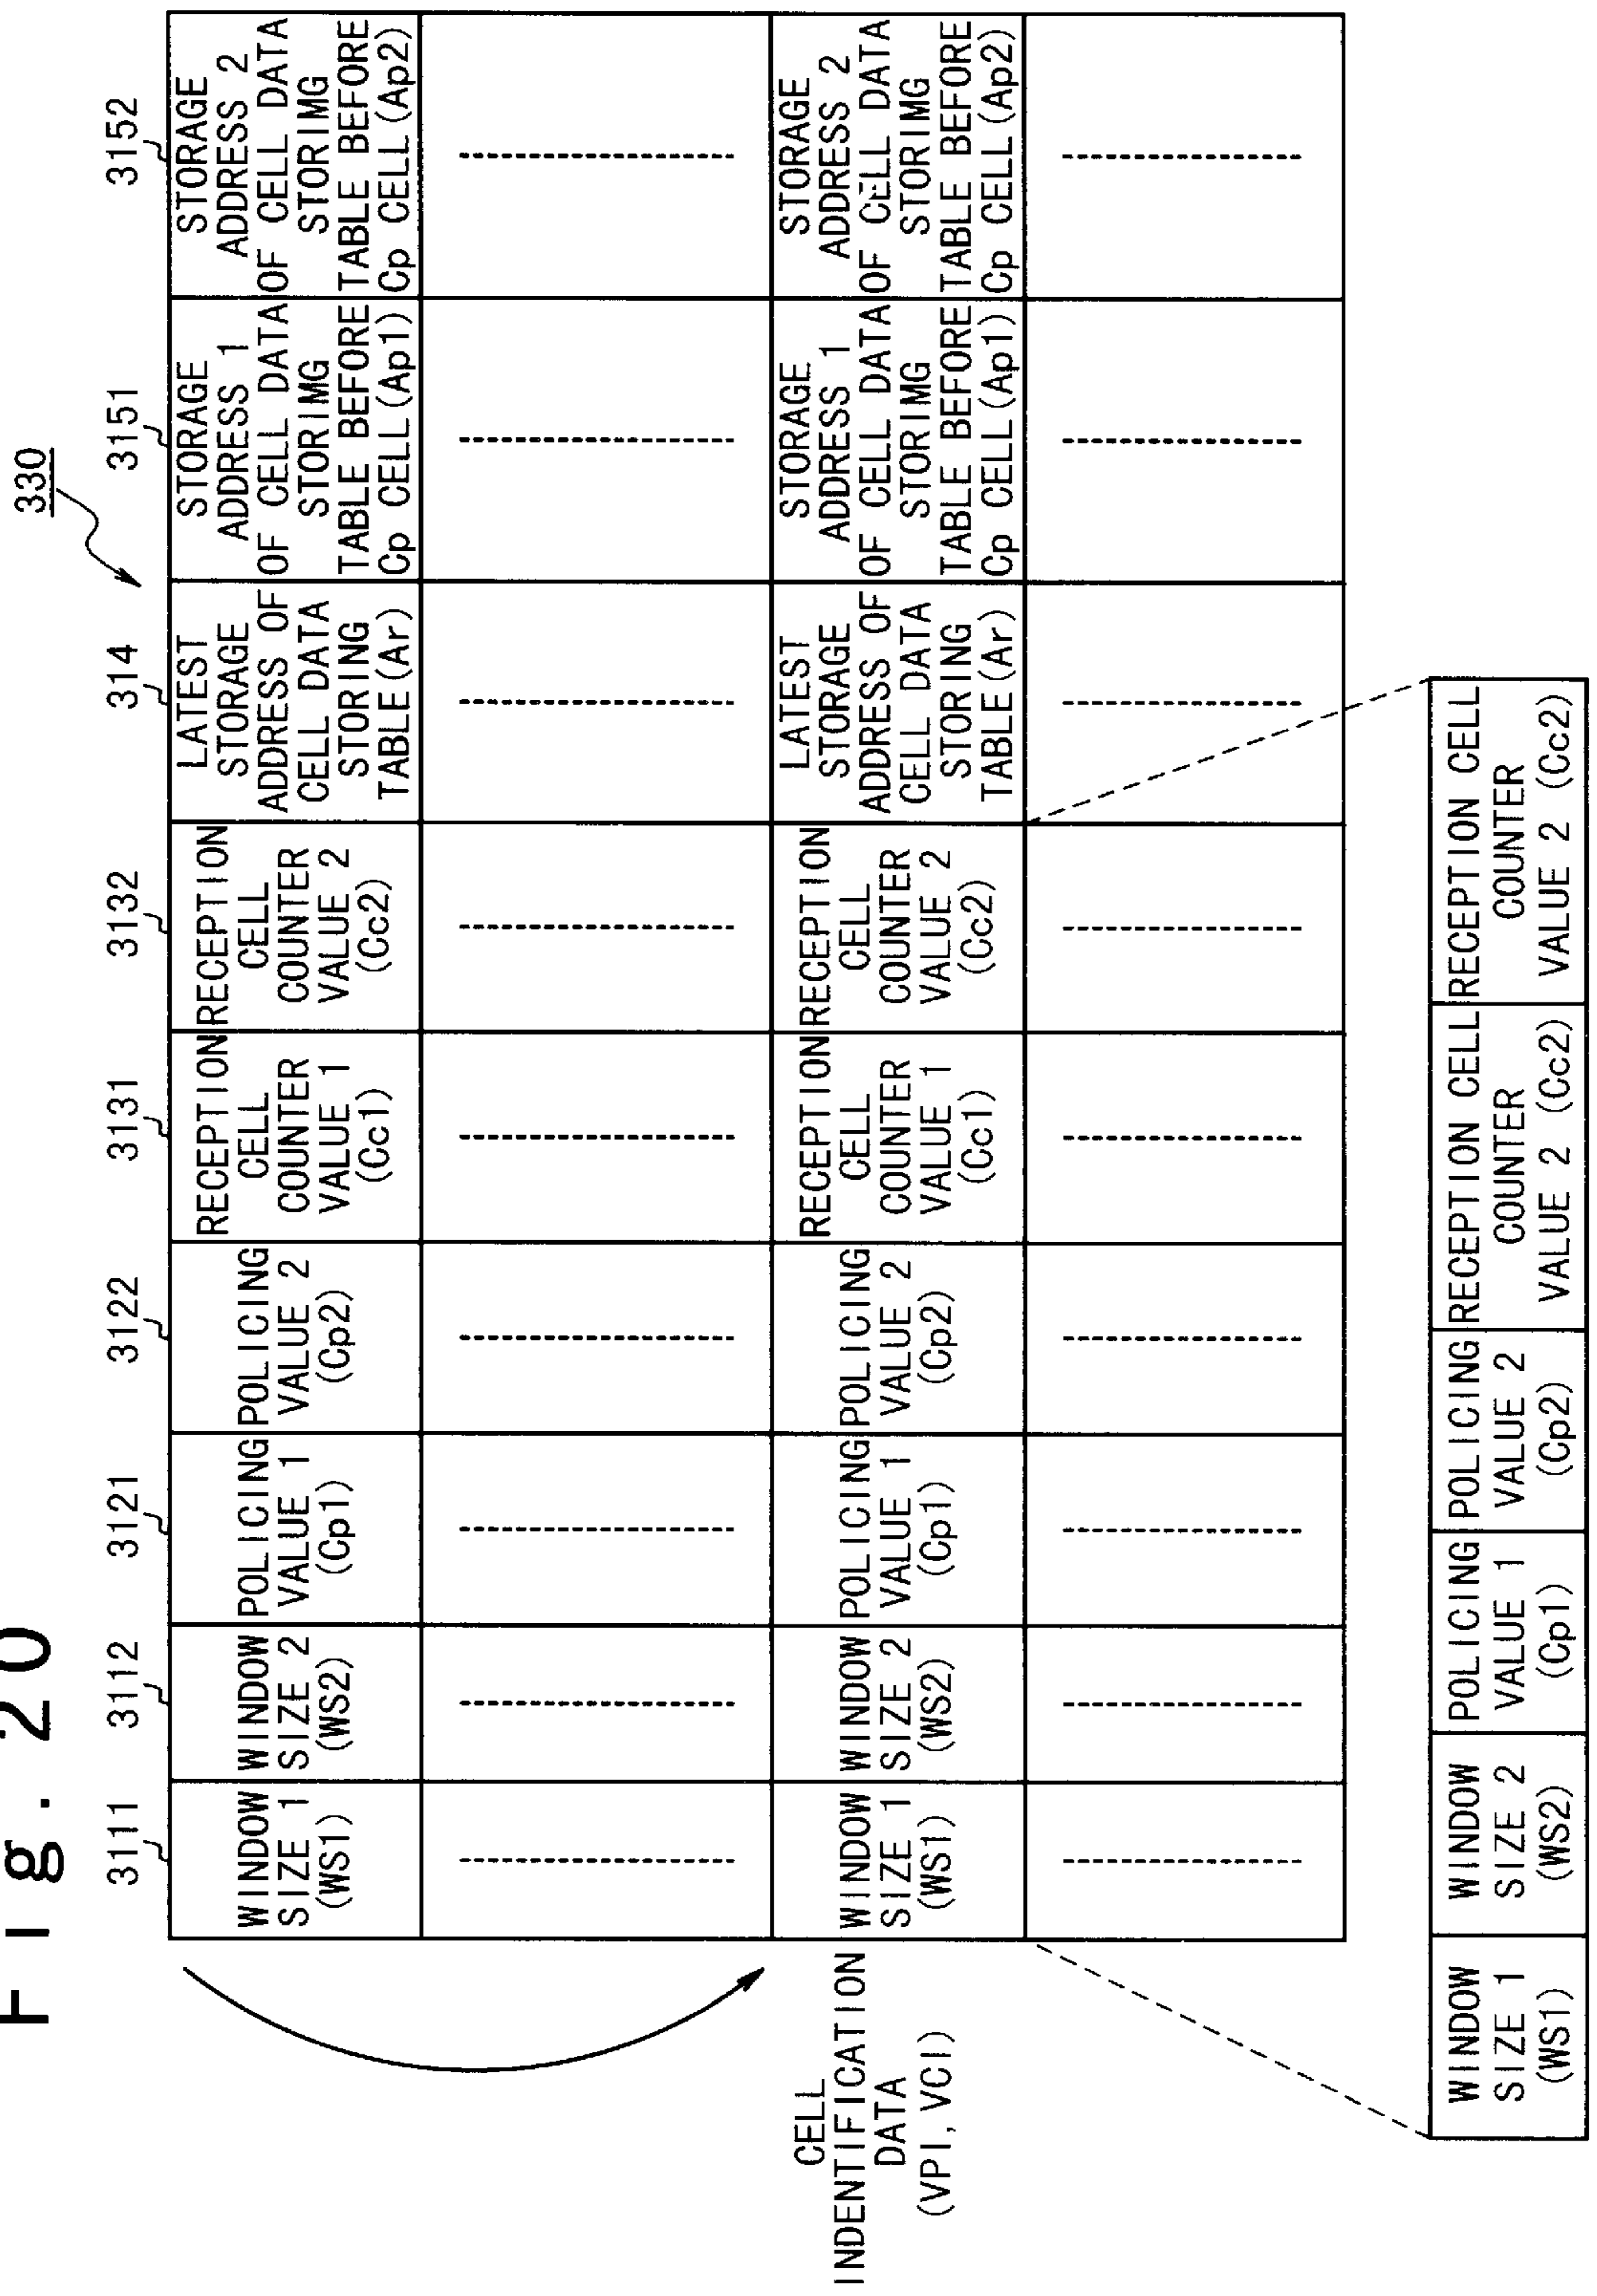 Fig. 20
330
3111
3112
3121
3122
3131
3132
314
3151
3152
WINDOW
SIZE 1
(WS1)
WINDOW
SIZE 2
(WS2)
POLICING
VALUE 1
(Cp1)
POLICING
VALUE 2
(Cp2)
RECEPTION
CELL
COUNTER
VALUE 1
(Cc1)
RECEPTION
CELL
COUNTER
VALUE 2
(Cc2)
LATEST
STORAGE
ADDRESS OF
CELL DATA
STORING
TABLE(Ar)
STORAGE
ADDRESS 1
OF CELL DATA
STORIMG
TABLE BEFORE
Cp CELL(Ap1)
STORAGE
ADDRESS 2
OF CELL DATA
STORIMG
TABLE BEFORE
Cp CELL(Ap2)
CELL
INDENTIFICATION
DATA
(VPI,VCI)
WINDOW
SIZE 1
(WS1)
WINDOW
SIZE 2
(WS2)
POLICING
VALUE 1
(Cp1)
POLICING
VALUE 2
(Cp2)
RECEPTION
CELL
COUNTER
VALUE 1
(Cc1)
RECEPTION
CELL
COUNTER
VALUE 2
(Cc2)
LATEST
STORAGE
ADDRESS OF
CELL DATA
STORING
TABLE(Ar)
STORAGE
ADDRESS 1
OF CELL DATA
STORIMG
TABLE BEFORE
Cp CELL(Ap1)
STORAGE
ADDRESS 2
OF CELL DATA
STORIMG
TABLE BEFORE
Cp CELL(Ap2)
WINDOW
SIZE 1
(WS1)
WINDOW
SIZE 2
(WS2)
POLICING
VALUE 1
(Cp1)
POLICING
VALUE 2
(Cp2)
RECEPTION CELL
COUNTER
VALUE 2 (Cc2)
RECEPTION CELL
COUNTER
VALUE 2 (Cc2)